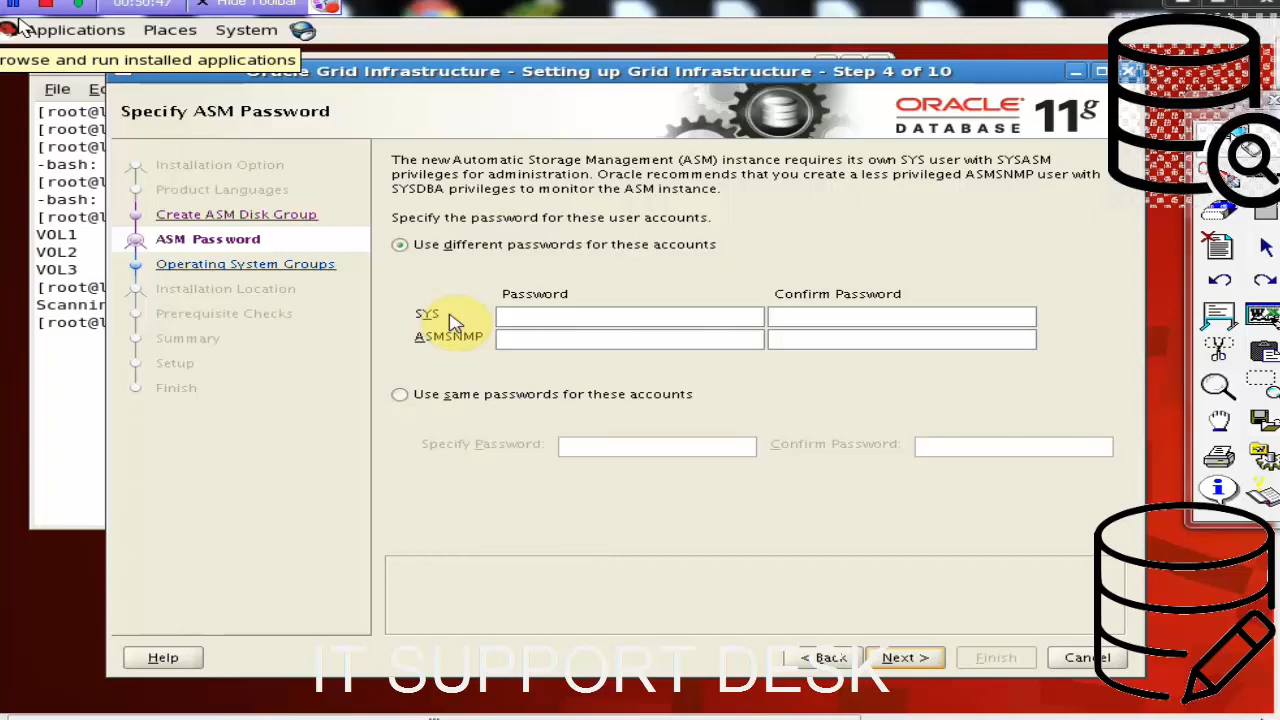 00:50:47 Hide Toolbar
Applications Places System
rowse and run installed applications
Oracle Grid Infrastructure - Setting up Grid Infrastructure - Step 4 of 10
File
Specify ASM Password
ORACLE
DATABASE 11g
[root@l
[root@l
[root@l
-bash:
[root@l
-bash:
[root@l
VOL1
VOL2
VOL3
[root@l
Scannin
[root@l
Installation Option
Product Languages
Create ASM Disk Group
ASM Password
Operating System Groups
Installation Location
Prerequisite Checks
Summary
Setup
Finish
The new Automatic Storage Management (ASM) instance requires its own SYS user with SYSASM
privileges for administration. Oracle recommends that you create a less privileged ASMSNMP user with
SYSDBA privileges to monitor the ASM instance.
Specify the password for these user accounts.
Use different passwords for these accounts
Password Confirm Password
SYS
ASMSNMP
Use same passwords for these accounts
Specify Password: Confirm Password:
Help < Back Next > Finish Cancel
IT SUPPORT DESK